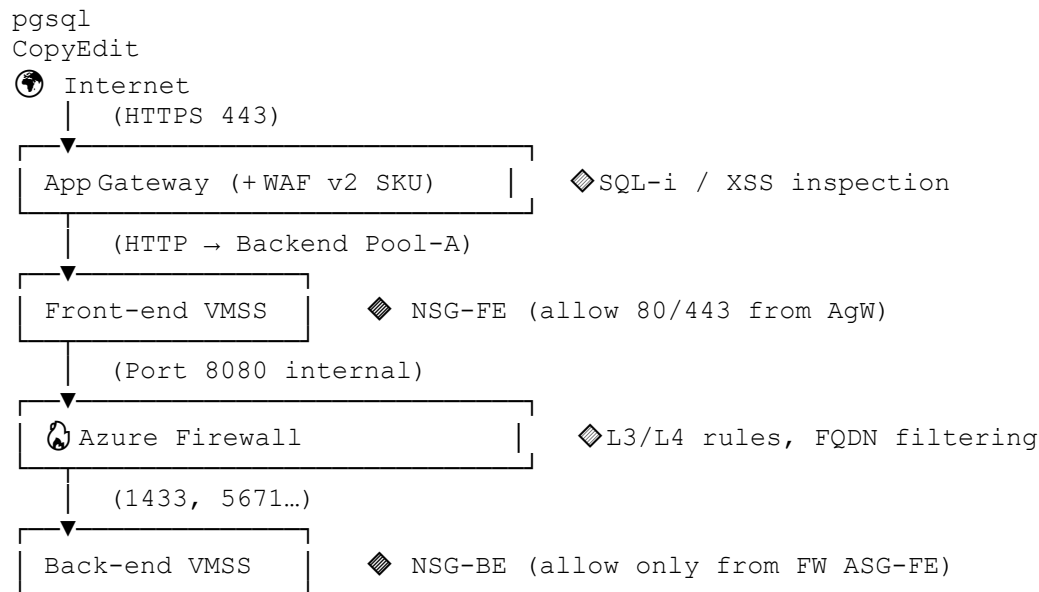 pgsql
CopyEdit
🌍 Internet
(HTTPS 443)
App Gateway (+ WAF v2 SKU) ◈ SQL-i / XSS inspection
(HTTP → Backend Pool-A)
Front-end VMSS ◈ NSG-FE (allow 80/443 from AgW)
(Port 8080 internal)
🔥 Azure Firewall ◈ L3/L4 rules, FQDN filtering
(1433, 5671…)
Back-end VMSS ◈ NSG-BE (allow only from FW ASG-FE)